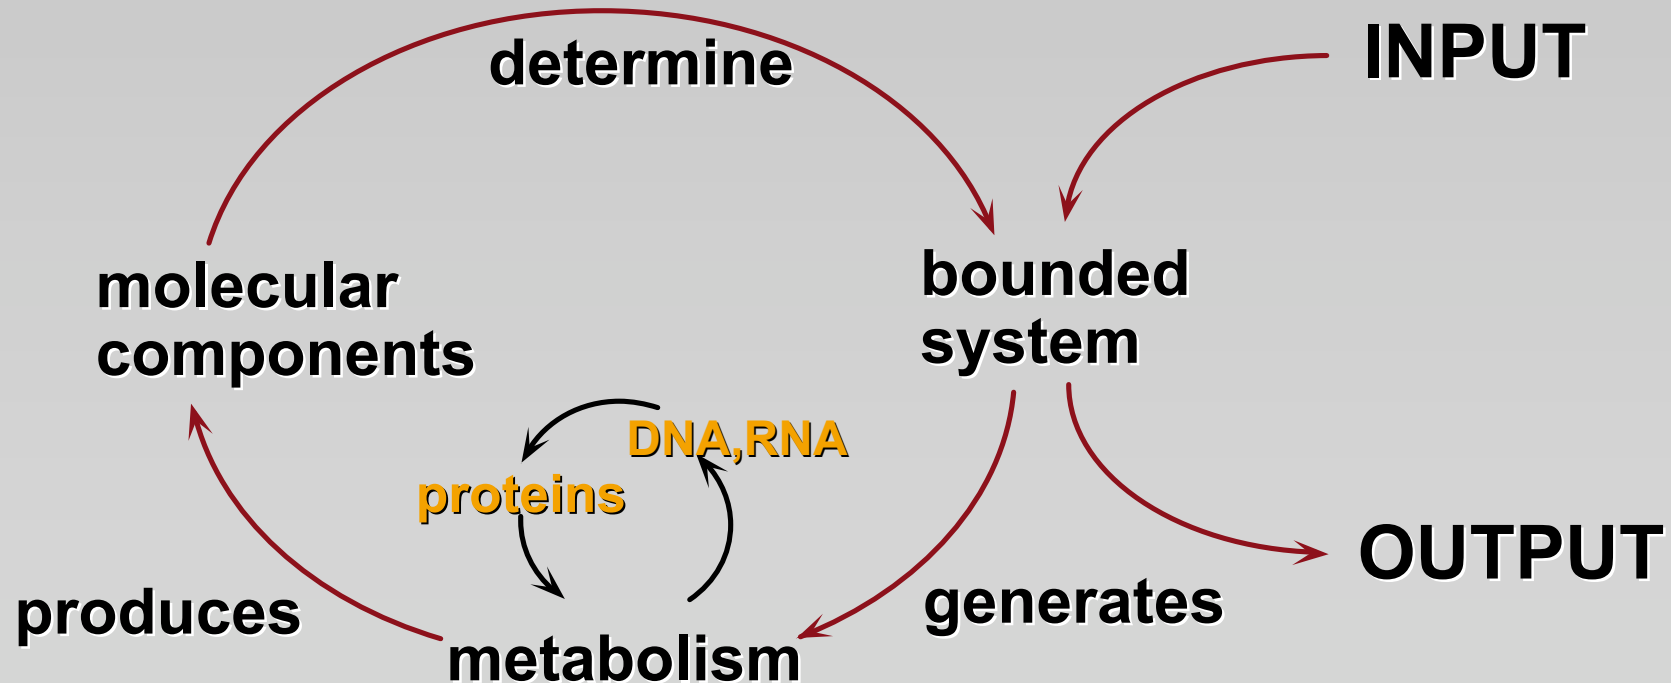 determine
INPUT
molecular
components
bounded
system
DNA,RNA
proteins
OUTPUT
produces
generates
metabolism